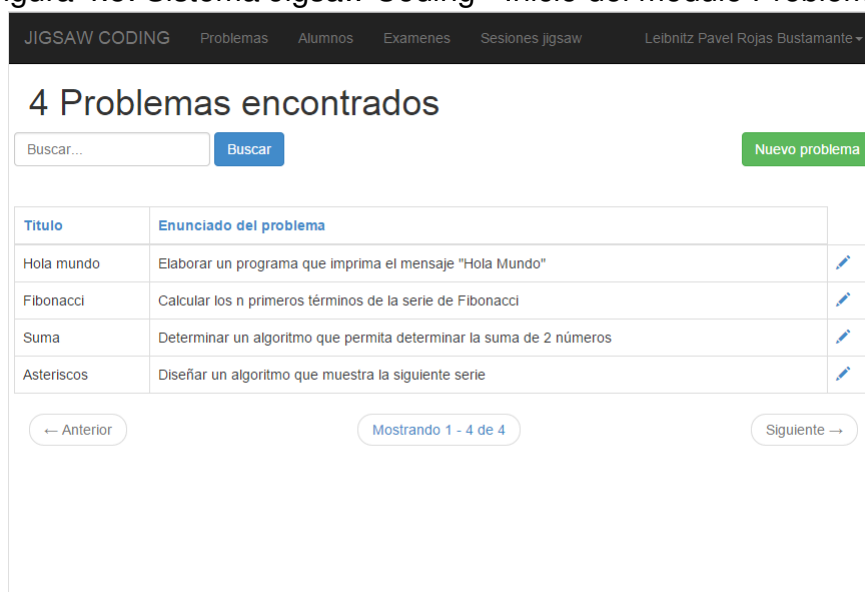 JIGSAW CODING Problemas Alumnos Examenes Sesiones jigsaw Leibnitz Pavel Rojas Bustamante
4 Problemas encontrados
Buscar... Buscar Nuevo problema
Titulo Enunciado del problema
Hola mundo Elaborar un programa que imprima el mensaje "Hola Mundo"
Fibonacci Calcular los n primeros términos de la serie de Fibonacci
Suma Determinar un algoritmo que permita determinar la suma de 2 números
Asteriscos Diseñar un algoritmo que muestra la siguiente serie
← Anterior Mostrando 1 - 4 de 4 Siguiente →